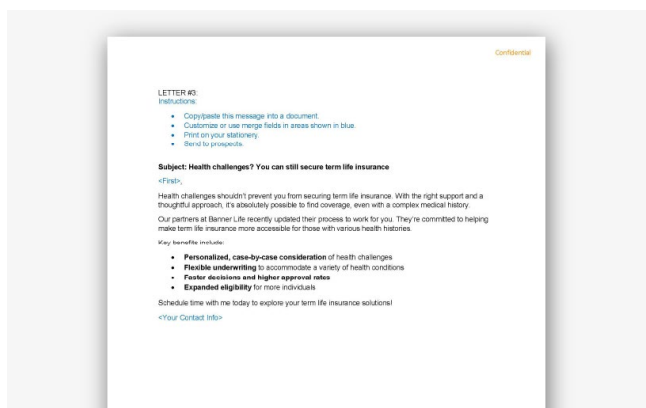 Confidential
LETTER #3:
Instructions:
• Copy/paste this message into a document.
• Customize or use merge fields in areas shown in blue.
• Print on your stationery.
• Send to prospects
Subject: Health challenges? You can still secure term life insurance
<First>,
Health challenges shouldn't prevent you from securing term life insurance. With the right support and a
thoughtful approach, it's absolutely possible to find coverage, even with a complex medical history.
Our partners at Banner Life recently updated their process to work for you. They're committed to helping
make term life insurance more accessible for those with various health histories.
Key benefits include:
• Personalized, case-by-case consideration of health challenges
• Flexible underwriting to accommodate a variety of health conditions
• Faster decisions and higher approval rates
• Expanded eligibility for more individuals
Schedule time with me today to explore your term life insurance solutions!
<Your Contact Info>